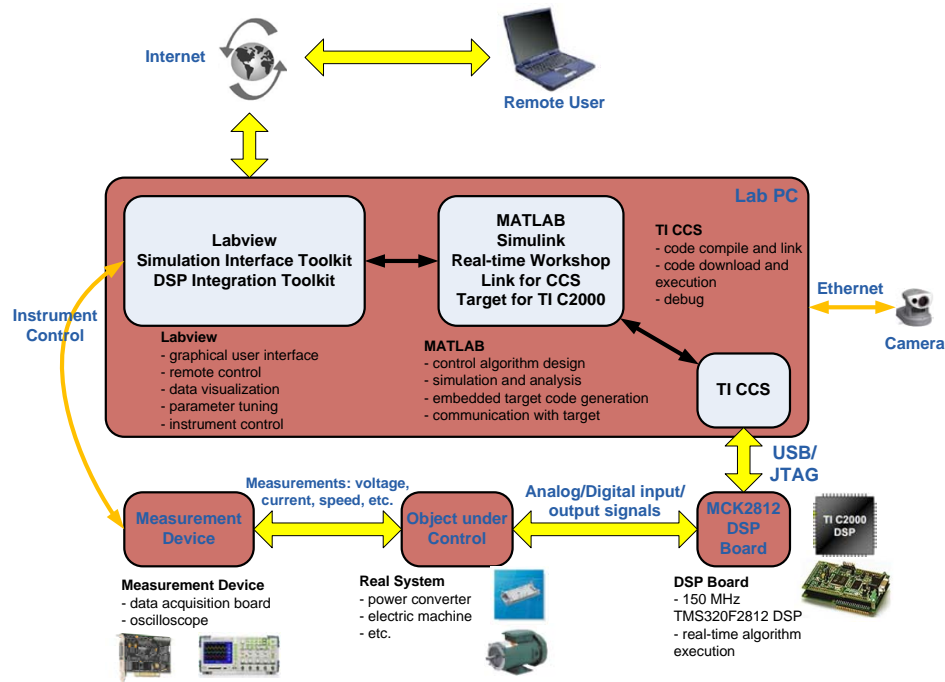 Internet
Remote User
Lab PC
Labview
Simulation Interface Toolkit
DSP Integration Toolkit
MATLAB
Simulink
Real-time Workshop
Link for CCS
Target for TI C2000
TI CCS
- code compile and link
- code download and
execution
- debug
Ethernet
Camera
Instrument
Control
Labview
- graphical user interface
- remote control
- data visualization
- parameter tuning
- instrument control
MATLAB
- control algorithm design
- simulation and analysis
- embedded target code generation
- communication with target
TI CCS
USB/
JTAG
Measurements: voltage,
current, speed, etc.
Analog/Digital input/
output signals
Measurement
Device
Object under
Control
MCK2812
DSP
Board
TI C2000
DSP
Measurement Device
- data acquisition board
- oscilloscope
Real System
- power converter
- electric machine
- etc.
DSP Board
- 150 MHz
TMS320F2812 DSP
- real-time algorithm
execution